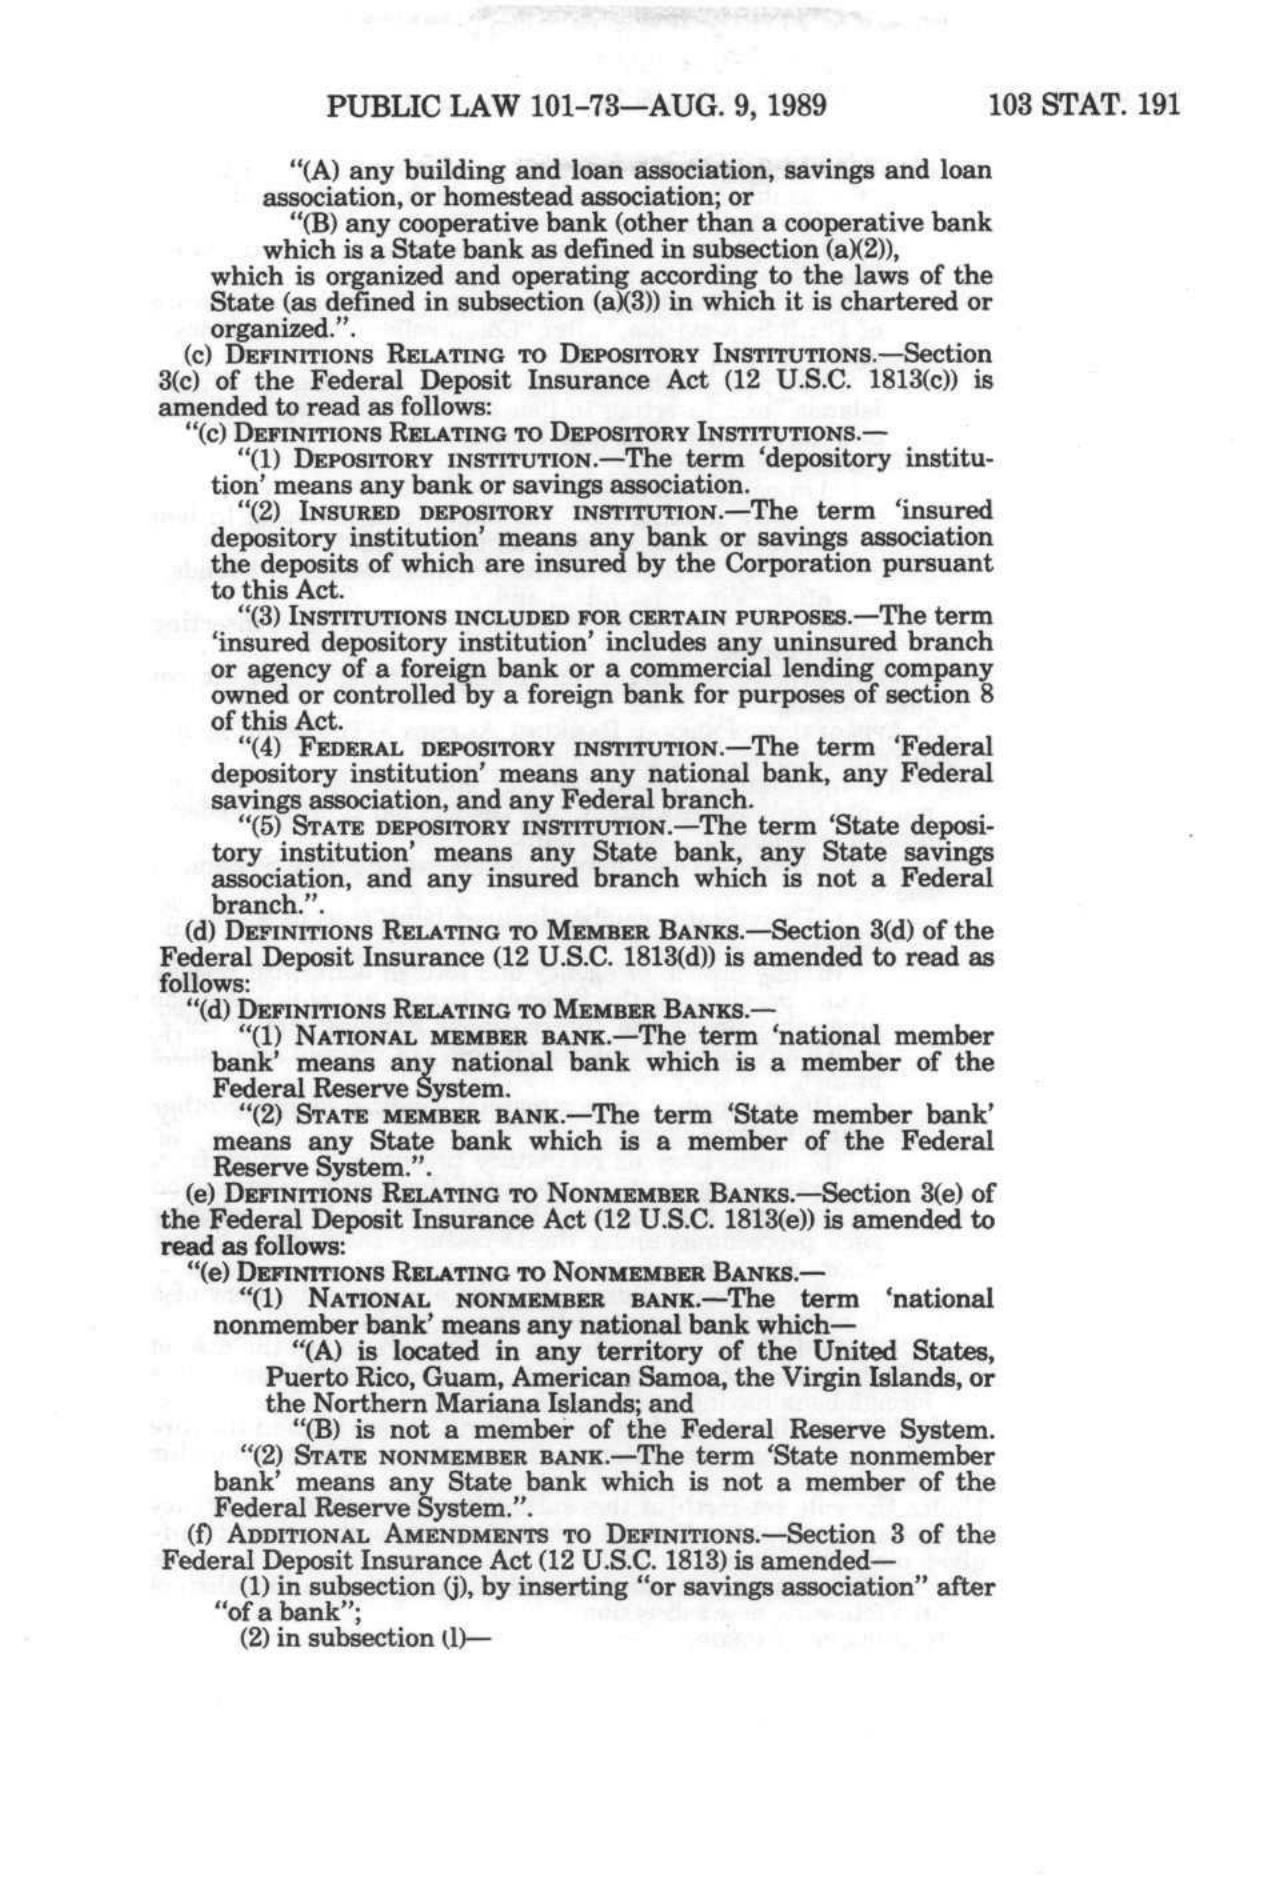 PUBLIC LAW 101-73—AUG. 9, 1989 103 STAT. 191
“(A) any building and loan association, savings and loan
association, or homestead association; or
“(B) any cooperative bank (other than a cooperative bank
which is a State bank as defined in subsection (a)(2)),
which is organized and operating according to the laws of the
State (as defined in subsection (a)(3)) in which it is chartered or
organized.”.
(c) DEFINITIONS RELATING TO DEPOSITORY INSTITUTIONS.—Section
3(c) of the Federal Deposit Insurance Act (12 U.S.C. 1813(c)) is
amended to read as follows:
“(c) DEFINITIONS RELATING TO DEPOSITORY INSTITUTIONS.—
“(1) DEPOSITORY INSTITUTION.—The term ‘depository institu-
tion’ means any bank or savings association.
“(2) INSURED DEPOSITORY INSTITUTION.—The term ‘insured
depository institution’ means any bank or savings association
the deposits of which are insured by the Corporation pursuant
to this Act.
“(3) INSTITUTIONS INCLUDED FOR CERTAIN PURPOSES.—The term
‘insured depository institution’ includes any uninsured branch
or agency of a foreign bank or a commercial lending company
owned or controlled by a foreign bank for purposes of section 8
of this Act.
“(4) FEDERAL DEPOSITORY INSTITUTION.—The term ‘Federal
depository institution’ means any national bank, any Federal
savings association, and any Federal branch.
“(5) STATE DEPOSITORY INSTITUTION.—The term ‘State deposi-
tory institution’ means any State bank, any State savings
association, and any insured branch which is not a Federal
branch.”.
(d) DEFINITIONS RELATING TO MEMBER BANKS.—Section 3(d) of the
Federal Deposit Insurance (12 U.S.C. 1813(d)) is amended to read as
follows:
“(d) DEFINITIONS RELATING TO MEMBER BANKS.—
“(1) NATIONAL MEMBER BANK.—The term ‘national member
bank’ means any national bank which is a member of the
Federal Reserve System.
“(2) STATE MEMBER BANK.—The term ‘State member bank’
means any State bank which is a member of the Federal
Reserve System.”.
(e) DEFINITIONS RELATING TO NONMEMBER BANKS.—Section 3(e) of
the Federal Deposit Insurance Act (12 U.S.C. 1813(e)) is amended to
read as follows:
“(e) DEFINITIONS RELATING TO NONMEMBER BANKS.—
“(1) NATIONAL NONMEMBER BANK.—The term ‘national
nonmember bank’ means any national bank which—
“(A) is located in any territory of the United States,
Puerto Rico, Guam, American Samoa, the Virgin Islands, or
the Northern Mariana Islands; and
“(B) is not a member of the Federal Reserve System.
“(2) STATE NONMEMBER BANK.—The term ‘State nonmember
bank’ means any State bank which is not a member of the
Federal Reserve System.”.
(f) ADDITIONAL AMENDMENTS TO DEFINITIONS.—Section 3 of the
Federal Deposit Insurance Act (12 U.S.C. 1813) is amended—
(1) in subsection (j), by inserting “or savings association” after
“of a bank”;
(2) in subsection (l)—